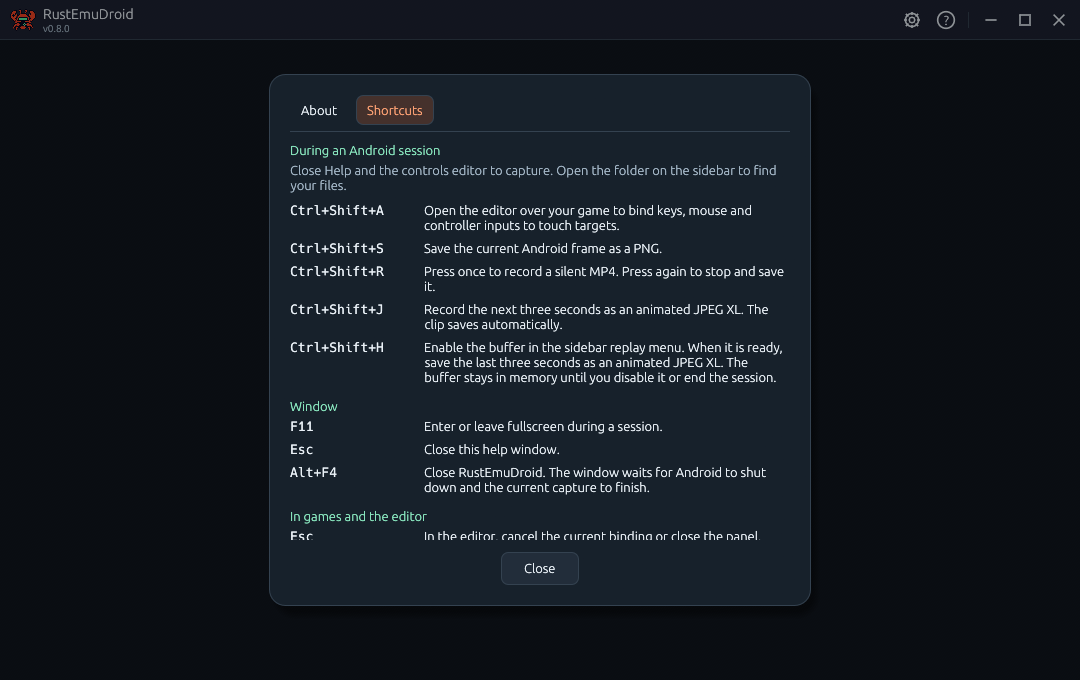 RustEmuDroid
v0.8.0
About
Shortcuts
During an Android session
Close Help and the controls editor to capture. Open the folder on the sidebar to find
your files.
Ctrl+Shift+A
Open the editor over your game to bind keys, mouse and
controller inputs to touch targets.
Ctrl+Shift+S
Save the current Android frame as a PNG.
Ctrl+Shift+R
Press once to record a silent MP4. Press again to stop and save
it.
Ctrl+Shift+J
Record the next three seconds as an animated JPEG XL. The
clip saves automatically.
Ctrl+Shift+H
Enable the buffer in the sidebar replay menu. When it is ready,
save the last three seconds as an animated JPEG XL. The
buffer stays in memory until you disable it or end the session.
Window
F11
Enter or leave fullscreen during a session.
Esc
Close this help window.
Alt+F4
Close RustEmuDroid. The window waits for Android to shut
down and the current capture to finish.
In games and the editor
Esc
In the editor, cancel the current binding or close the panel.
Close